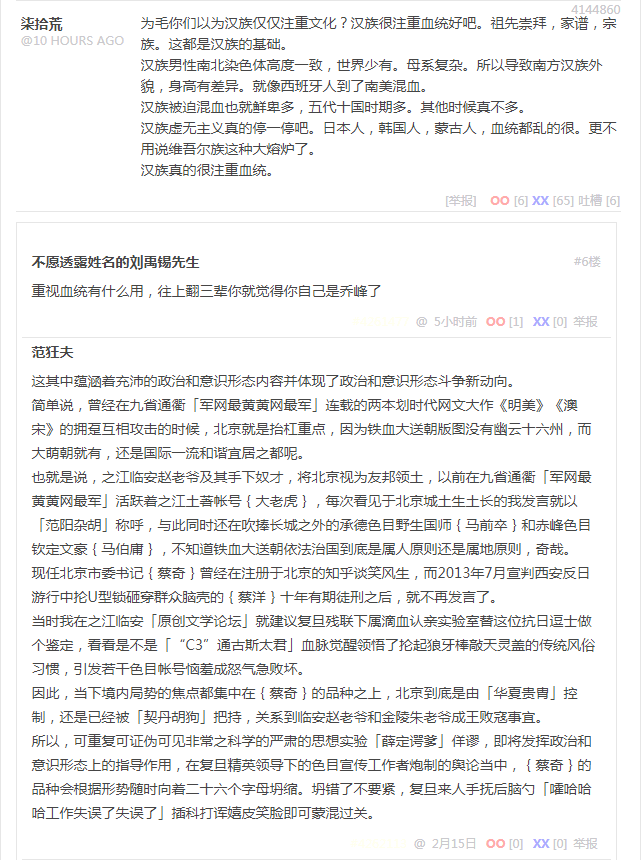 4144860
柒拾荒
@10 HOURS AGO
为毛你们以为汉族仅仅注重文化？汉族很注重血统好吧。祖先崇拜，家谱，宗
族。这都是汉族的基础。
汉族男性南北染色体高度一致，世界少有。母系复杂。所以导致南方汉族外
貌，身高有差异。就像西班牙人到了南美混血。
汉族被迫混血也就鲜卑多，五代十国时期多。其他时候真不多。
汉族虚无主义真的停一停吧。日本人，韩国人，蒙古人，血统都乱的很。更不
用说维吾尔族这种大熔炉了。
汉族真的很注重血统。
[举报] OO [6] XX [65] 吐槽 [6]
不愿透露姓名的刘禹锡先生 #6楼
重视血统有什么用，往上翻三辈你就觉得你自己是乔峰了
@ 5小时前 OO [1] XX [0] 举报
范狂夫
这其中蕴涵着充沛的政治和意识形态内容并体现了政治和意识形态斗争新动向。
简单说，曾经在九省通衢「军网最黄黄网最军」连载的两本划时代网文大作《明美》《澳
宋》的拥趸互相攻击的时候，北京就是抬杠重点，因为铁血大送朝版图没有幽云十六州，而
大萌朝就有，还是国际一流和谐宜居之都呢。
也就是说，之江临安赵老爷及其手下奴才，将北京视为友邦领土，以前在九省通衢「军网最
黄黄网最军」活跃着之江土著帐号｛大老虎｝，每次看见于北京城土生土长的我发言就以
「范阳杂胡」称呼，与此同时还在吹捧长城之外的承德色目野生国师｛马前卒｝和赤峰色目
钦定文豪｛马伯庸｝，不知道铁血大送朝依法治国到底是属人原则还是属地原则，奇哉。
现任北京市委书记｛蔡奇｝曾经在注册于北京的知乎谈笑风生，而2013年7月宣判西安反日
游行中抡U型锁砸穿群众脑壳的｛蔡洋｝十年有期徒刑之后，就不再发言了。
当时我在之江临安「原创文学论坛」就建议复旦残联下属滴血认亲实验室替这位抗日逗士做
个鉴定，看看是不是「“C3”通古斯太君」血脉觉醒领悟了抡起狼牙棒敲天灵盖的传统风俗
习惯，引发若干色目帐号恼羞成怒气急败坏。
因此，当下境内局势的焦点都集中在｛蔡奇｝的品种之上，北京到底是由「华夏贵胄」控
制，还是已经被「契丹胡狗」把持，关系到临安赵老爷和金陵朱老爷成王败寇事宜。
所以，可重复可证伪可见非常之科学的严肃的思想实验「薛定谔爹」佯谬，即将发挥政治和
意识形态上的指导作用，在复旦精英领导下的色目宣传工作者炮制的舆论当中，｛蔡奇｝的
品种会根据形势随时向着二十六个字母坍缩。坍错了不要紧，复旦来人手抚后脑勺「嚯哈哈
哈工作失误了失误了」插科打诨嬉皮笑脸即可蒙混过关。
@ 2月15日 OO [0] XX [0] 举报